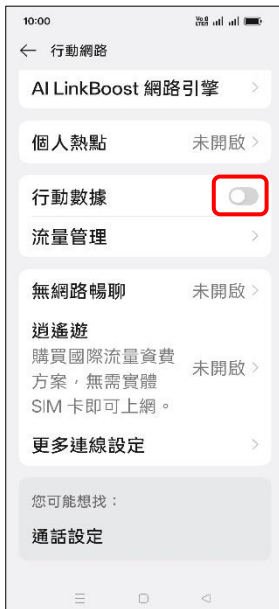 10:00
行動網路
AI LinkBoost 網路引擎
個人熱點 未開啟
行動數據
流量管理
無網路暢聊 未開啟
逍遙遊
購買國際流量資費
方案，無需實體
SIM 卡即可上網。
未開啟
更多連線設定
您可能想找：
通話設定